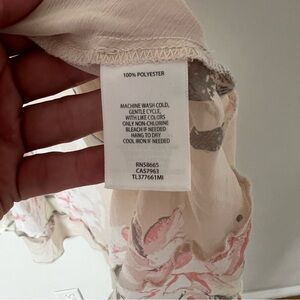 100% POLYESTER
MACHINE WASH COLD,
GENTLE CYCLE,
WITH LIKE COLORS
ONLY NON-CHLORINE
BLEACH IF NEEDED
HANG TO DRY
COOL IRON IF NEEDED
RN58665
CA57963
TL377661MI